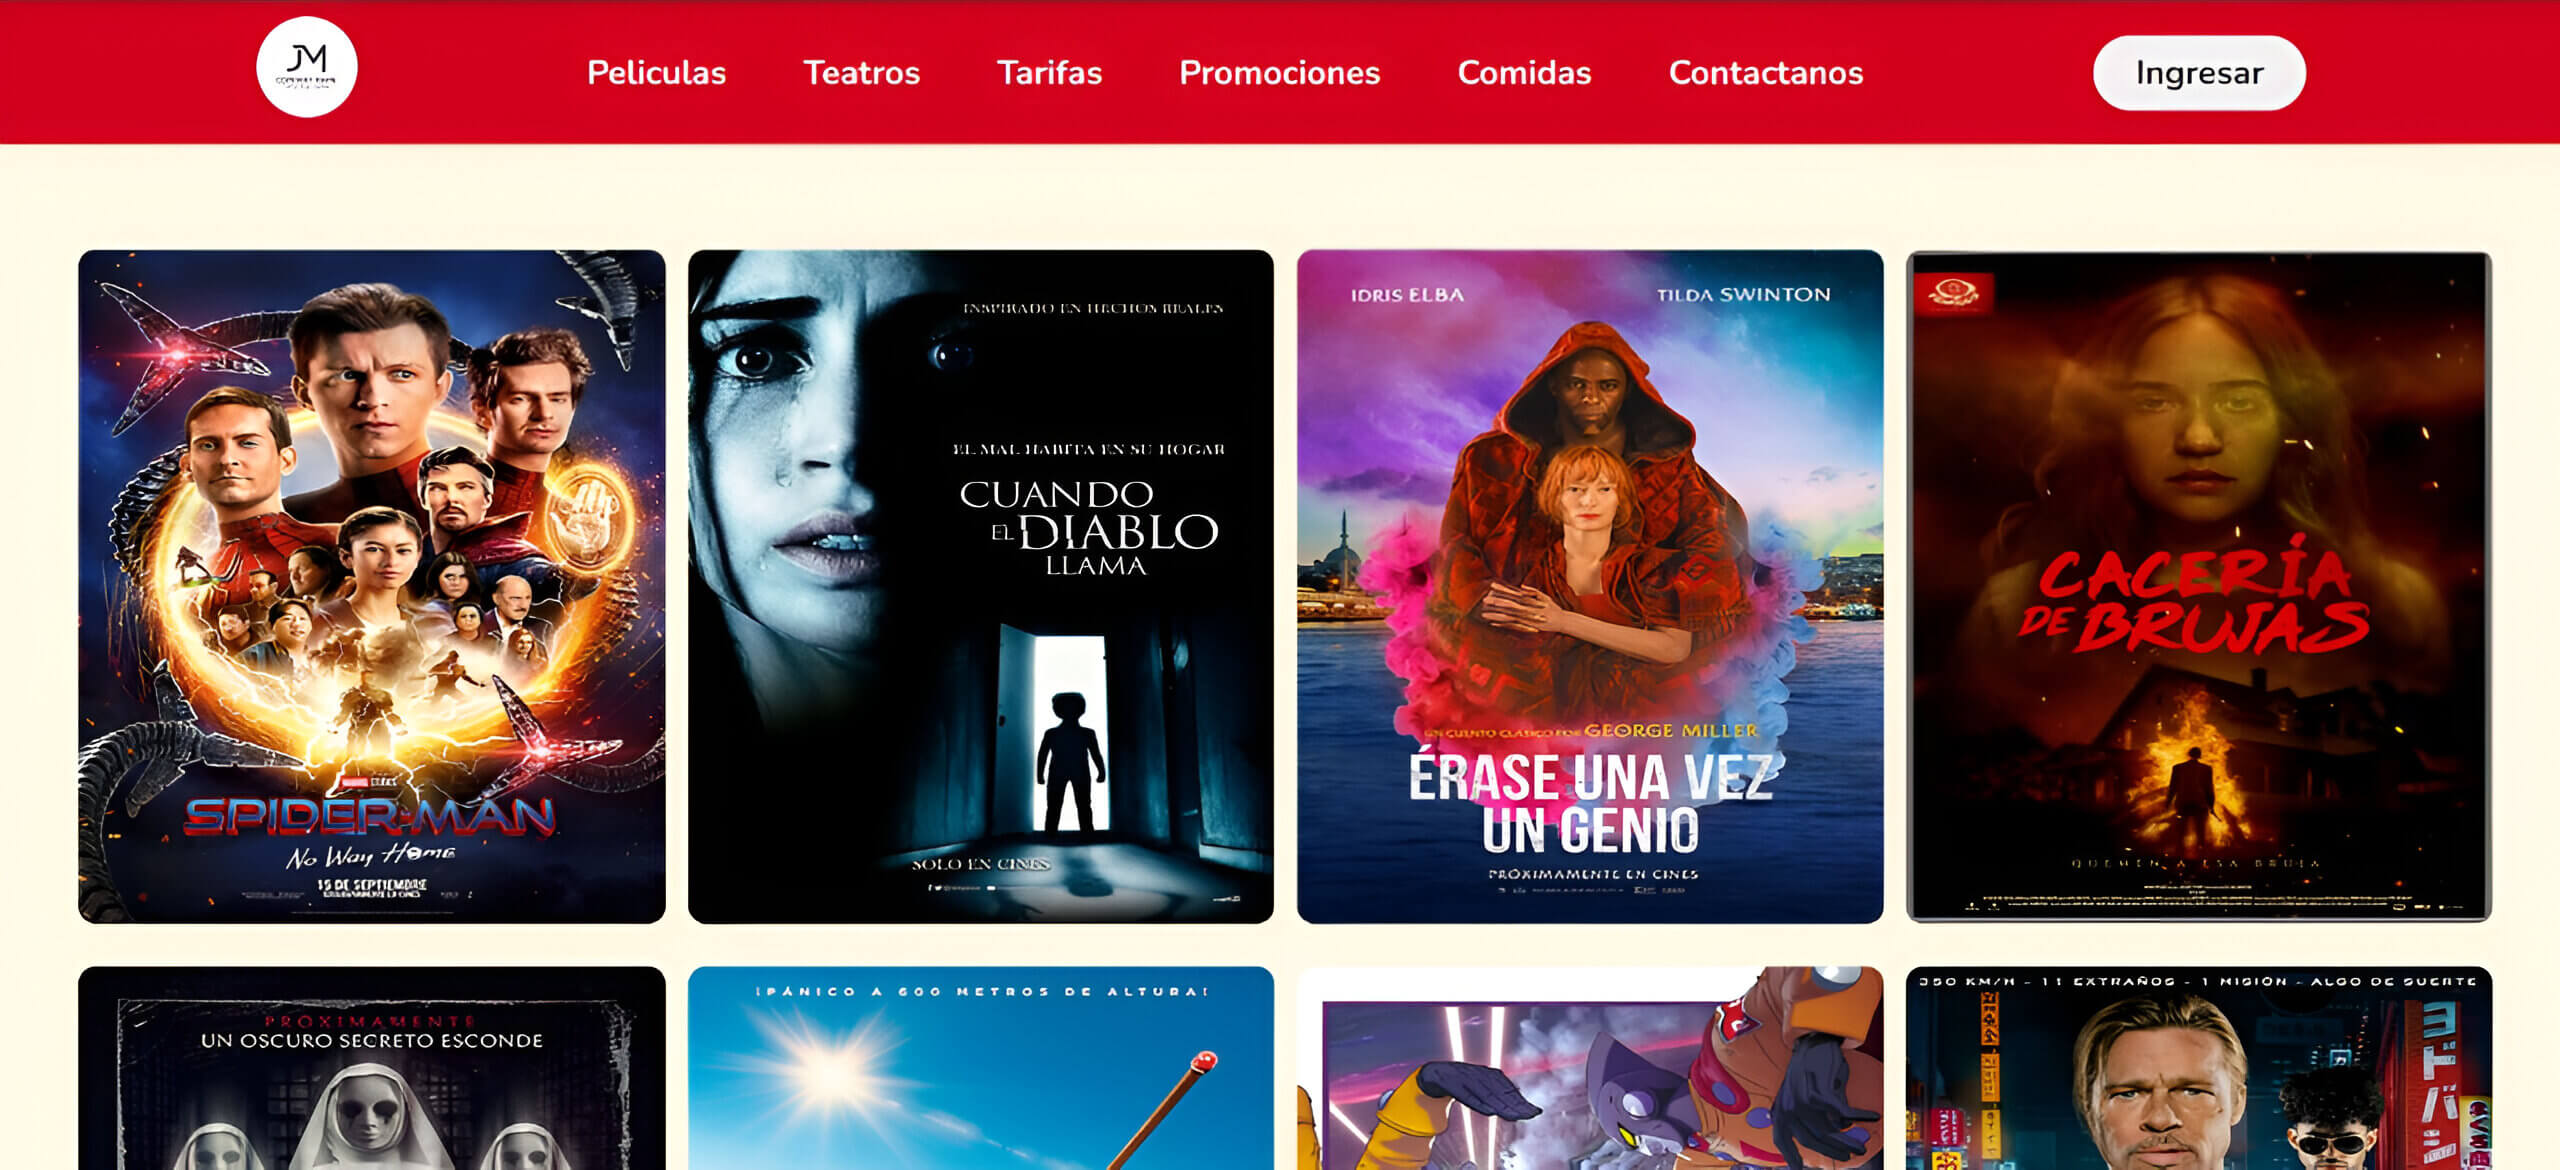 JM
Peliculas
Teatros
Tarifas
Promociones
Comidas
Contactanos
Ingresar
SPIDER-MAN
No Way Home
15 DE SEPTIEMBRE
INSPIRADO EN HECHOS REALES
EL MAL HABITA EN SU HOGAR
CUANDO
EL DIABLO
LLAMA
SOLO EN CINES
IDRIS ELBA
TILDA SWINTON
UN CUENTO CLÁSICO POR GEORGE MILLER
ÉRASE UNA VEZ
UN GENIO
PRÓXIMAMENTE EN CINES
CACERÍA
DE BRUJAS
QUEMEN A ESA BRUJA
PRÓXIMAMENTE
UN OSCURO SECRETO ESCONDE
¡PÁNICO A 600 METROS DE ALTURA!
350 KM/H - 11 EXTRAÑOS - 1 MISIÓN - ALGO DE SUERTE